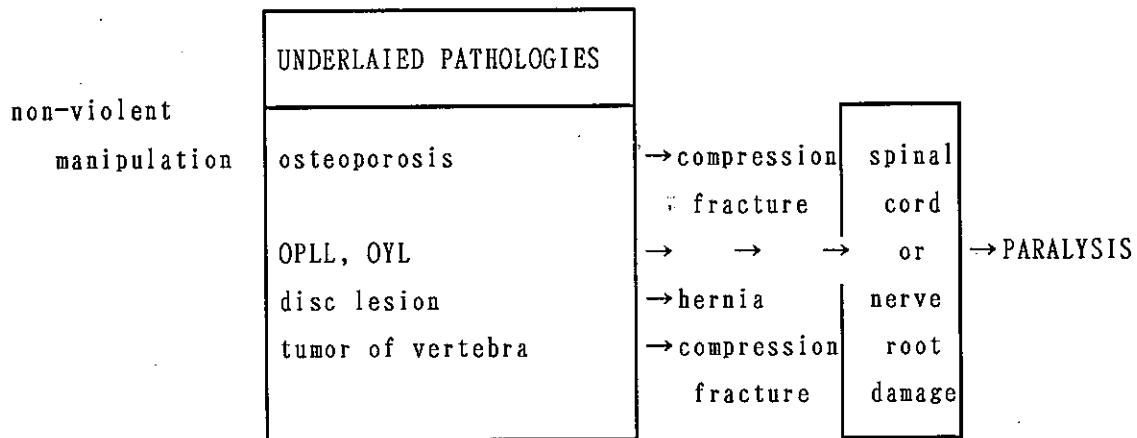 UNDERLAIED PATHOLOGIES
non-violent
manipulation osteoporosis →compression spinal
fracture cord
OPLL, OYL → → → or →PARALYSIS
disc lesion →hernia nerve
tumor of vertebra →compression root
fracture damage